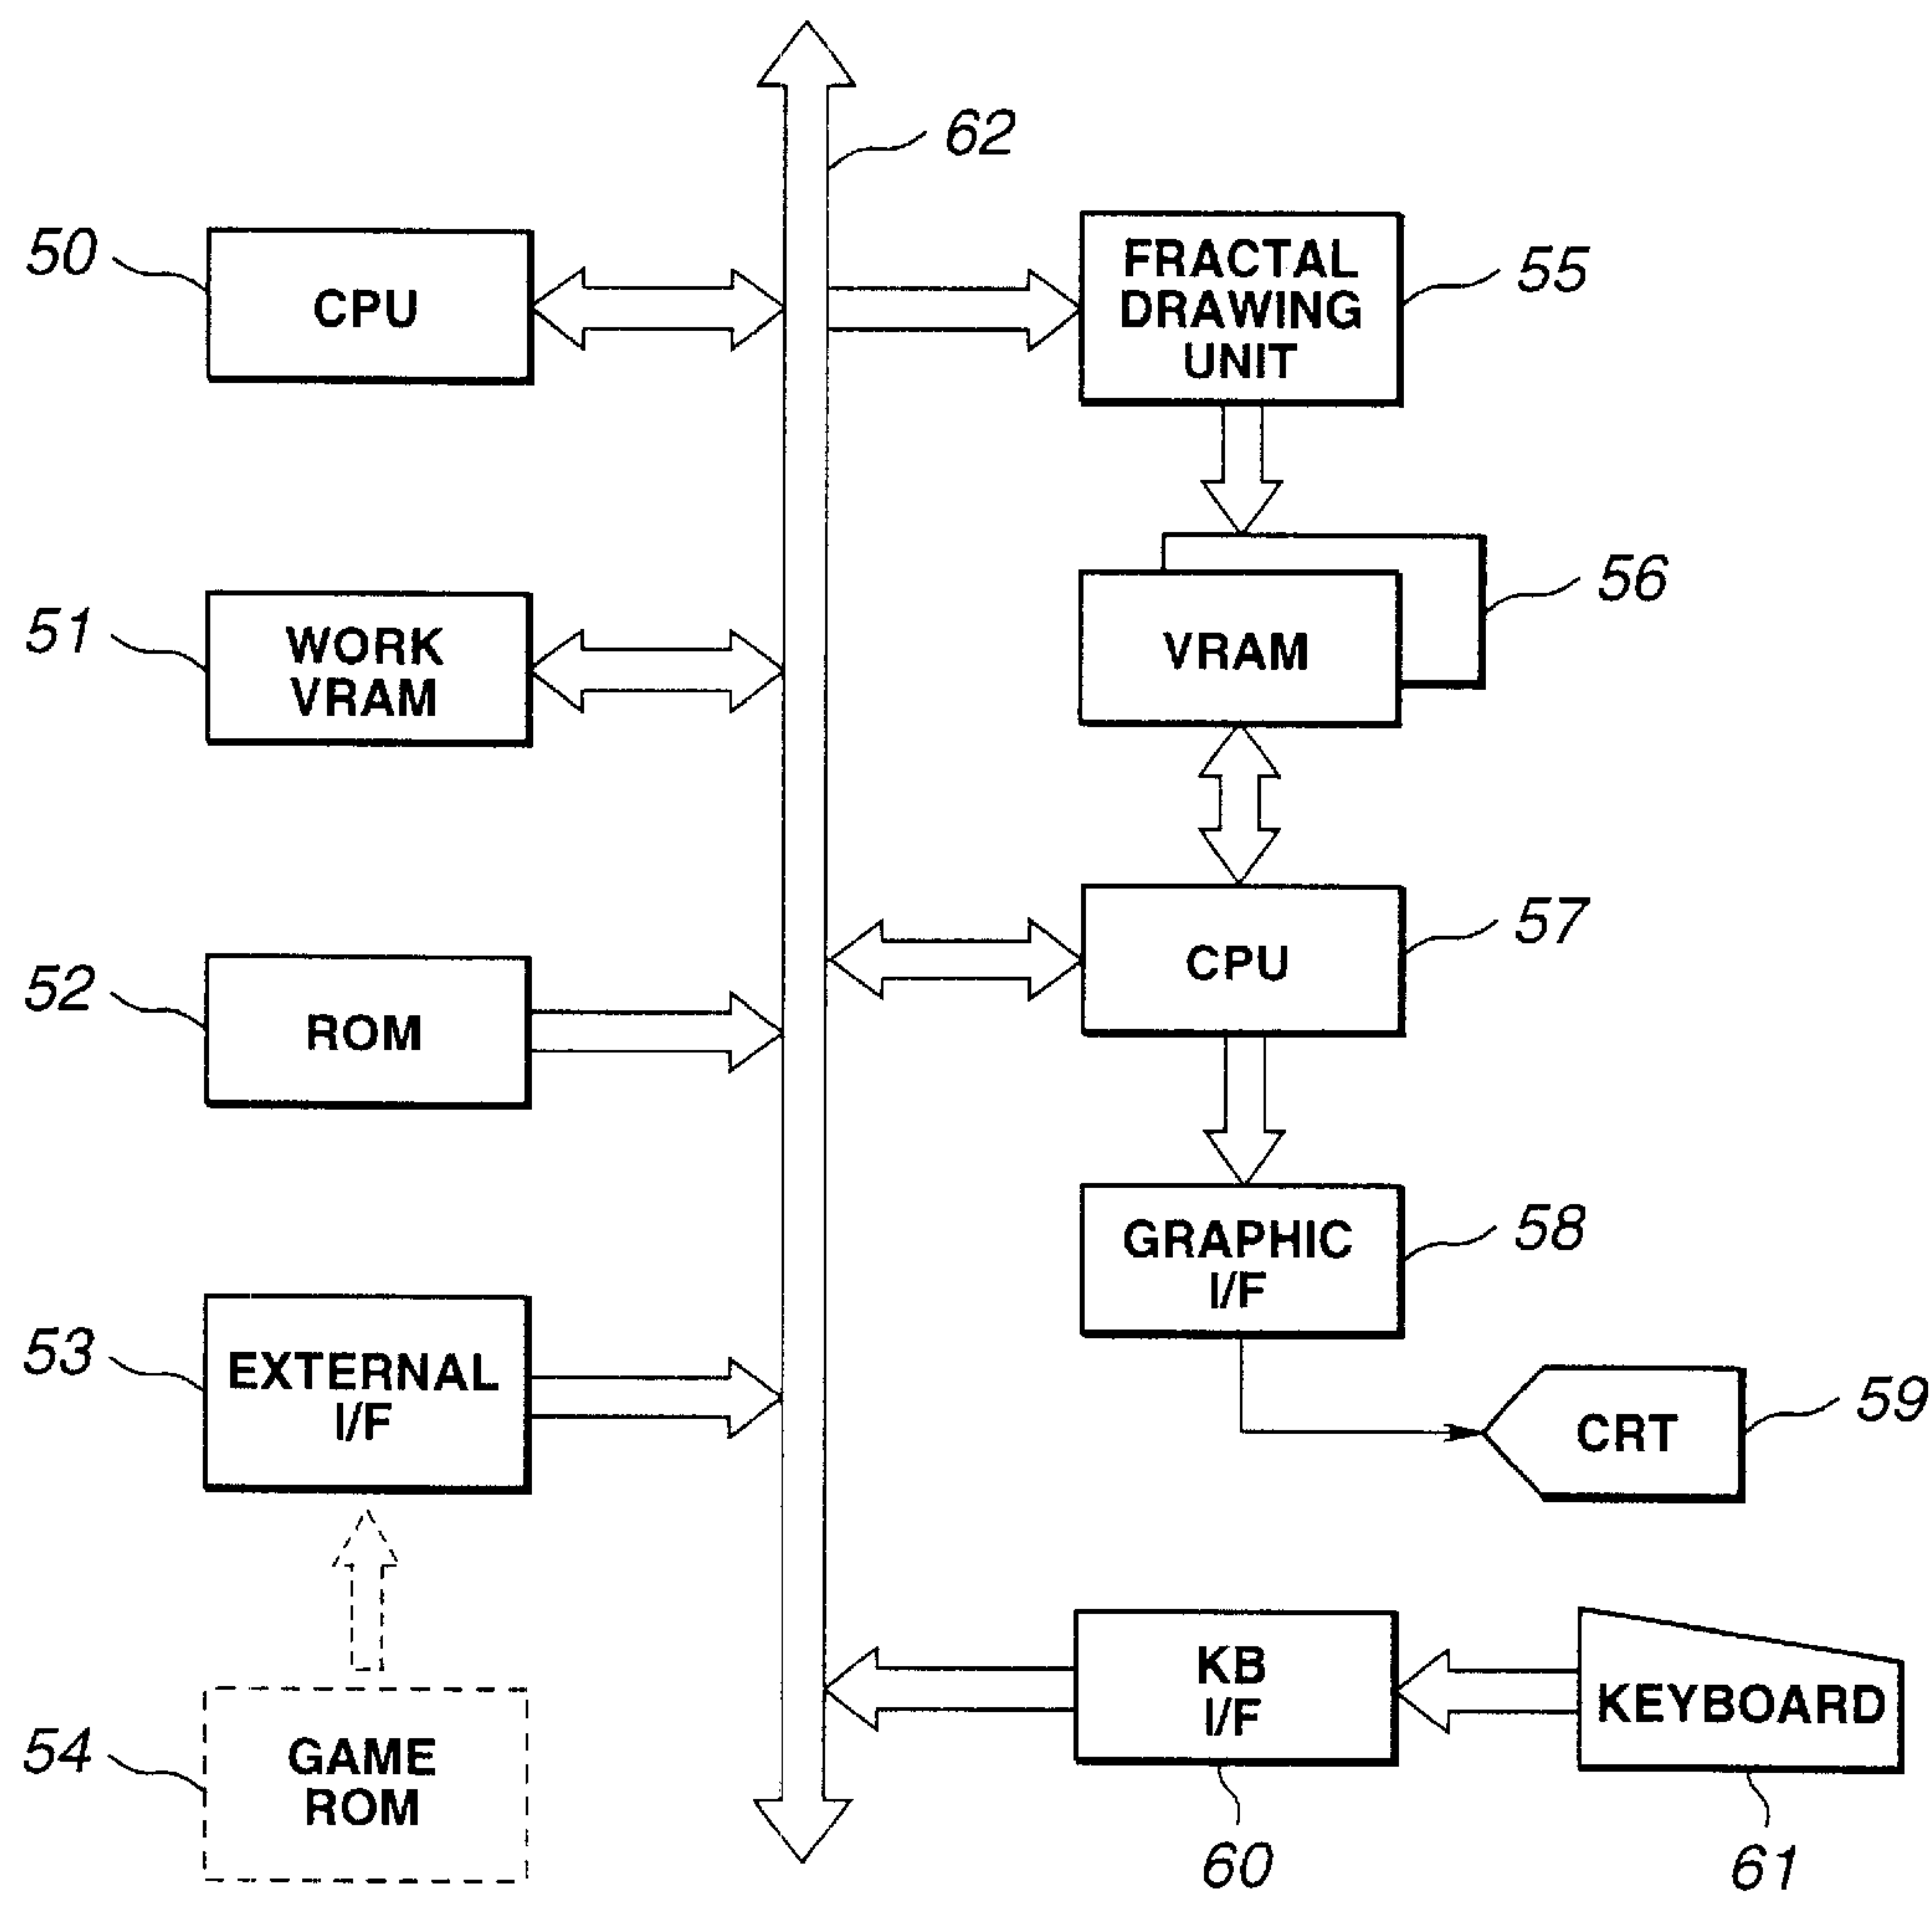 62
50
CPU
FRACTAL
DRAWING
UNIT
55
51
WORK
VRAM
VRAM
56
52
ROM
CPU
57
53
EXTERNAL
I/F
GRAPHIC
I/F
58
CRT
59
54
GAME
ROM
KB
I/F
60
KEYBOARD
61